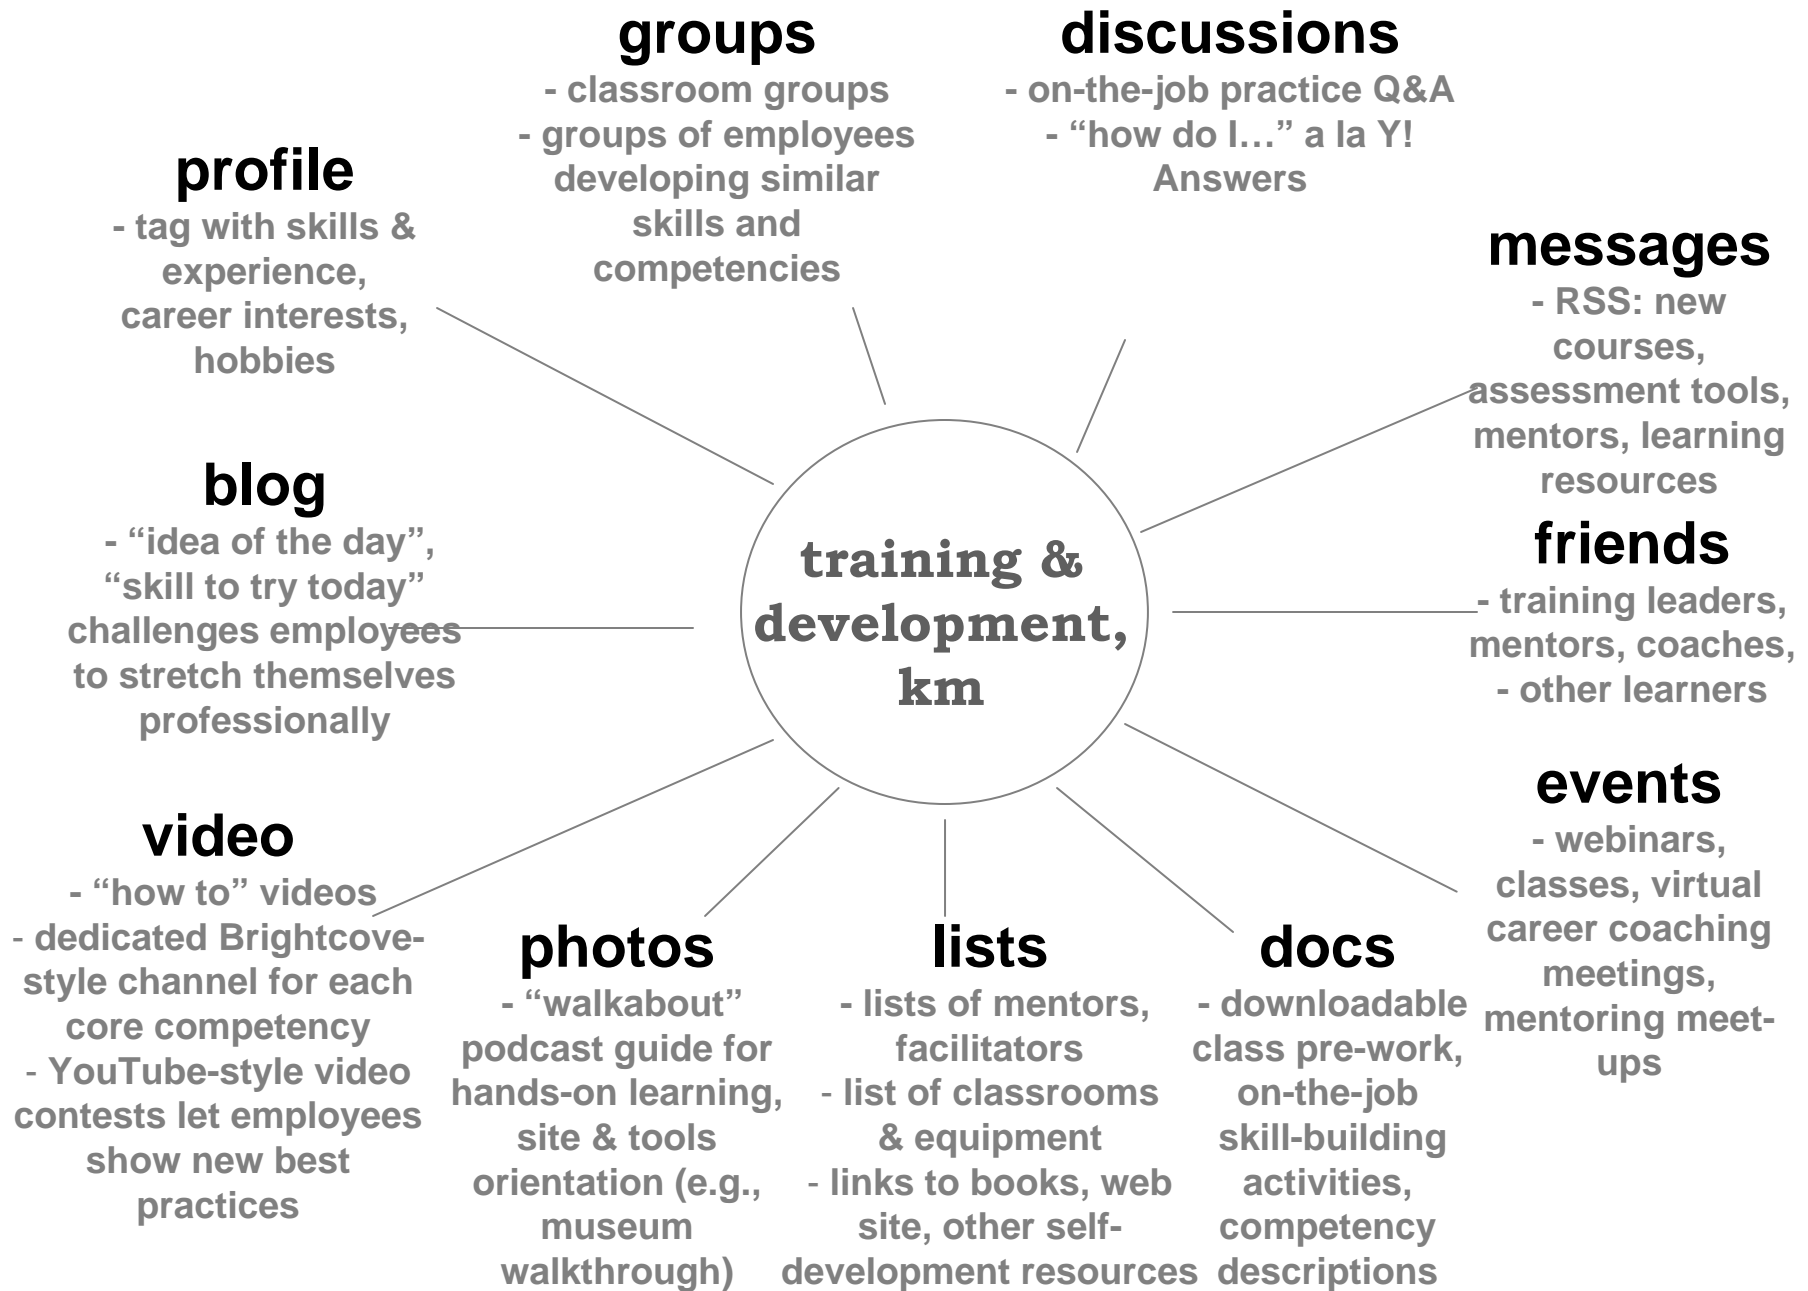 groups
- classroom groups
- groups of employees
developing similar
skills and
competencies
discussions
- on-the-job practice Q&A
- “how do I…” a la Y!
Answers
profile
- tag with skills &
experience,
career interests,
hobbies
messages
- RSS: new
courses,
assessment tools,
mentors, learning
resources
blog
- “idea of the day”,
“skill to try today”
challenges employees
to stretch themselves
professionally
training &
development,
km
friends
- training leaders,
mentors, coaches,
- other learners
events
- webinars,
classes, virtual
career coaching
meetings,
mentoring meet-
ups
video
- “how to” videos
- dedicated Brightcove-
style channel for each
core competency
- YouTube-style video
contests let employees
show new best
practices
photos
- “walkabout”
podcast guide for
hands-on learning,
site & tools
orientation (e.g.,
museum
walkthrough)
lists
- lists of mentors,
facilitators
- list of classrooms
& equipment
- links to books, web
site, other self-
development resources
docs
- downloadable
class pre-work,
on-the-job
skill-building
activities,
competency
descriptions